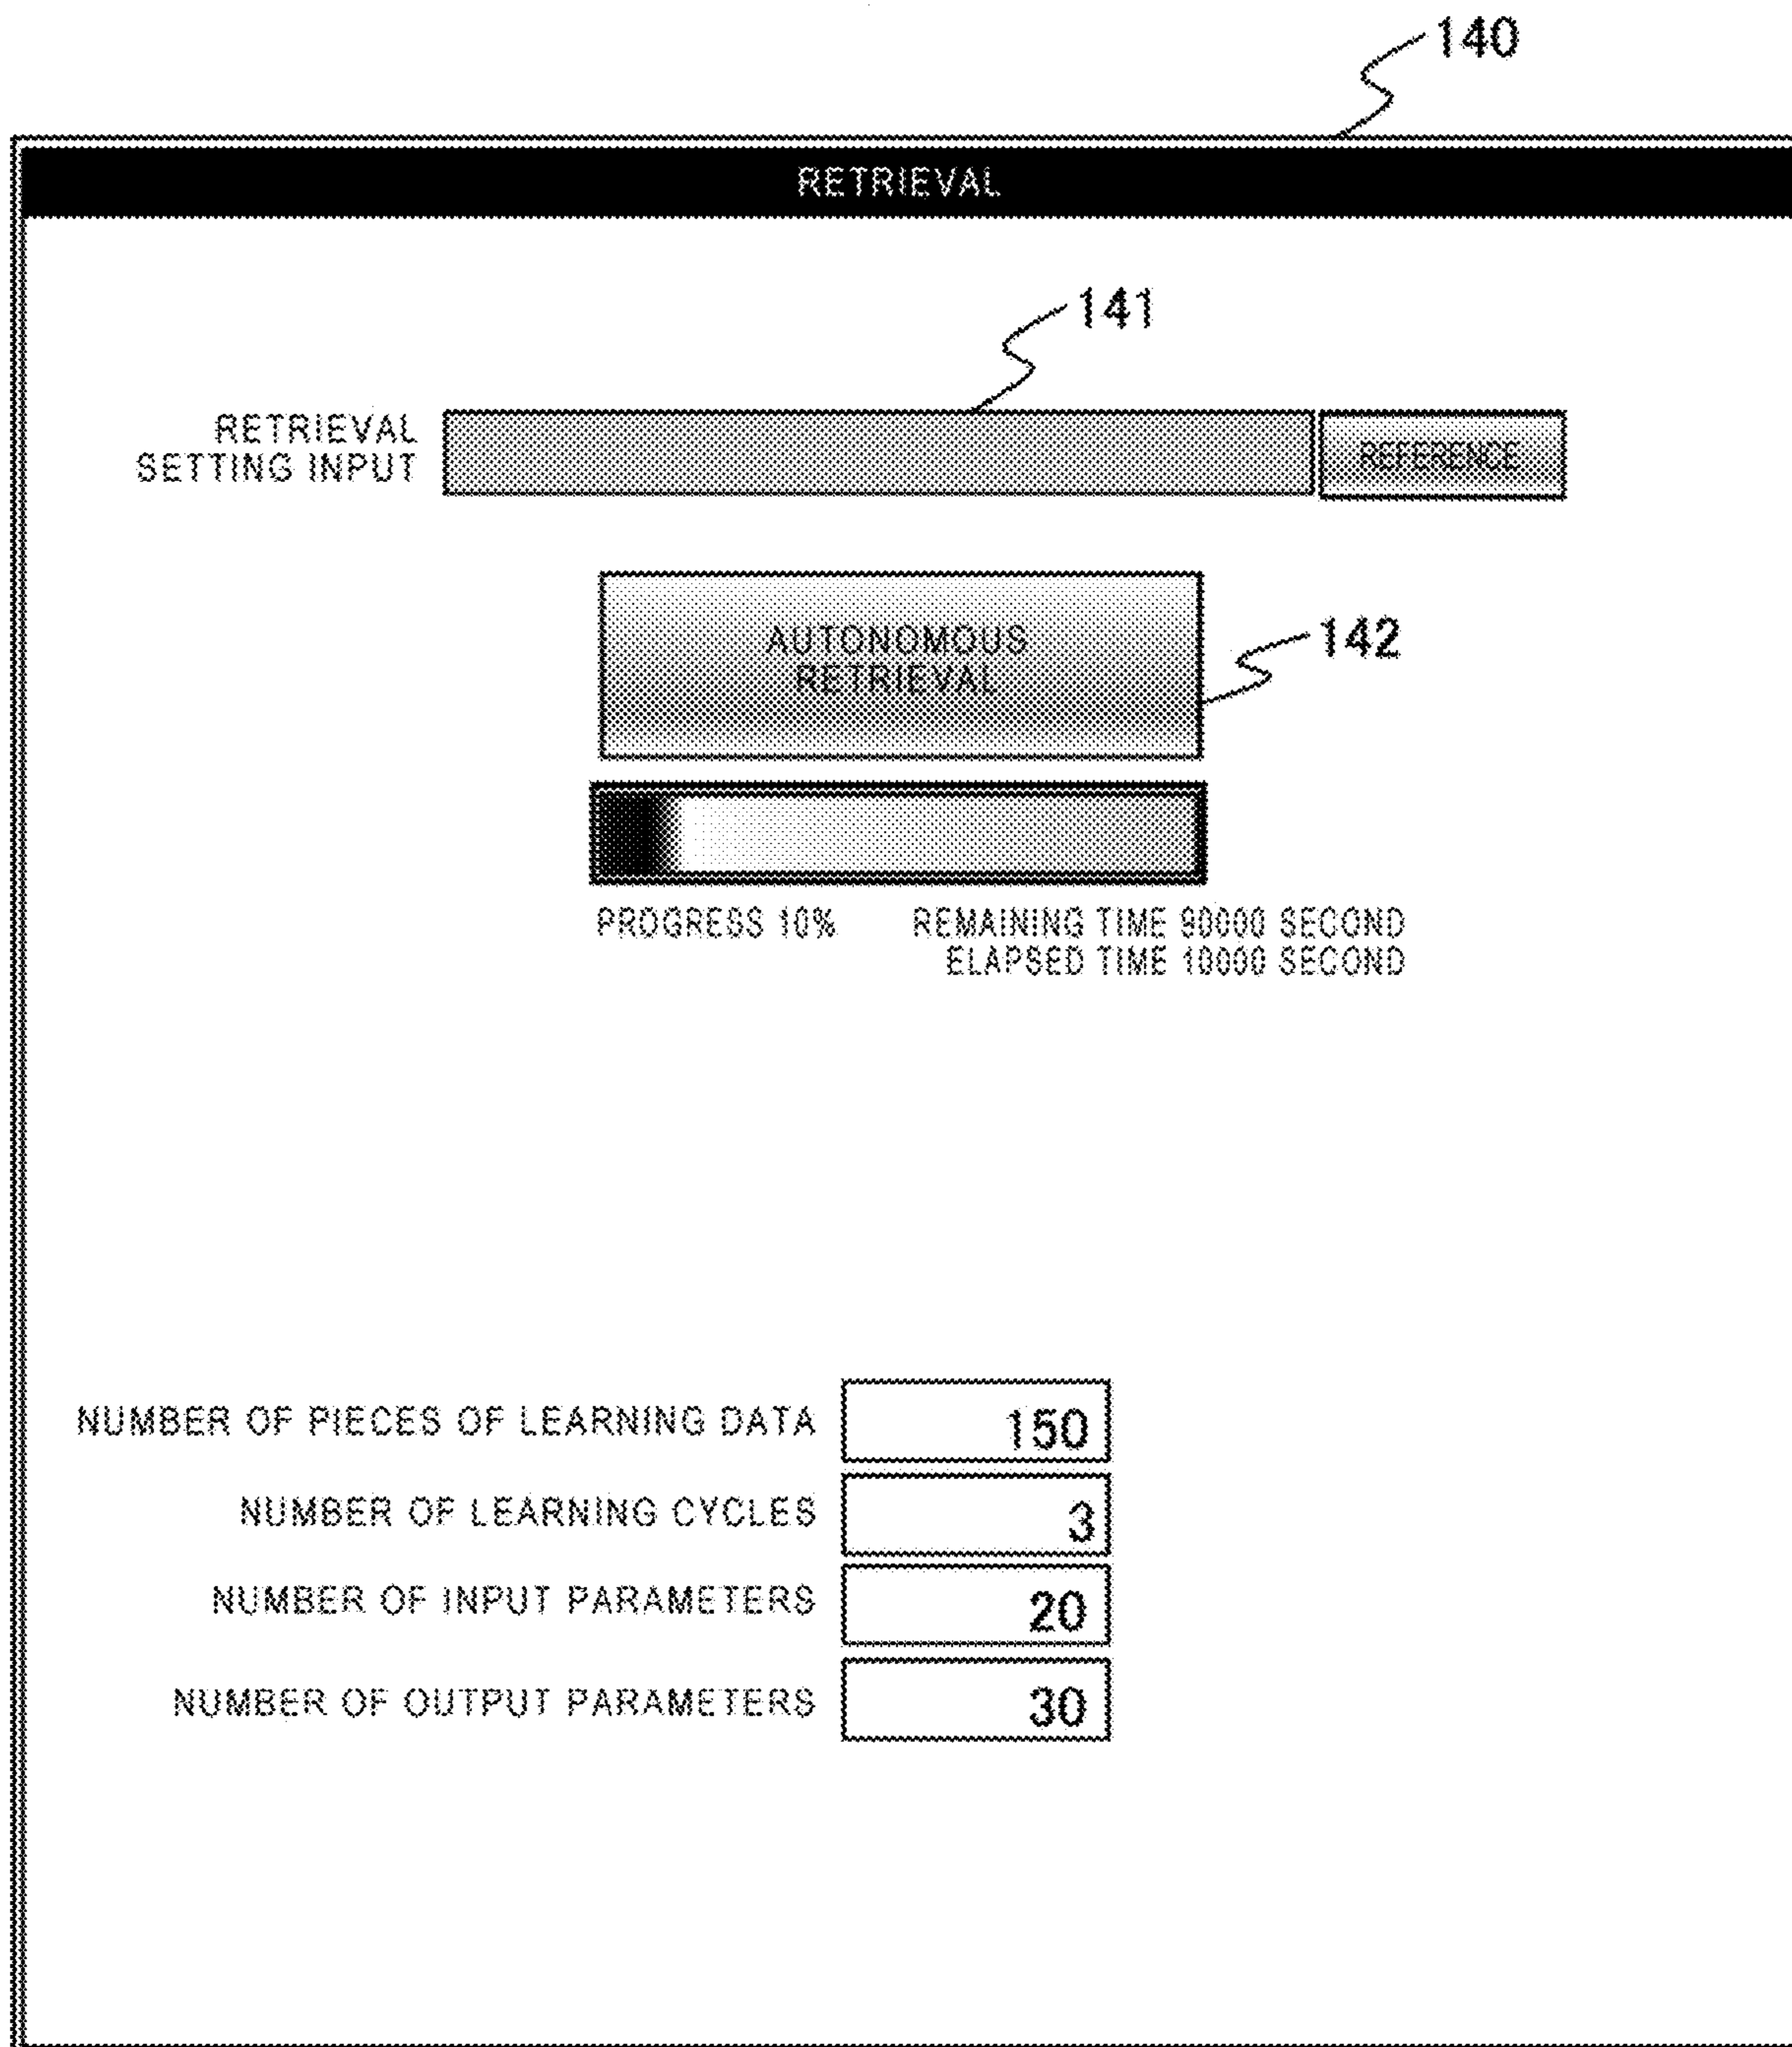 140
RETRIEVAL
141
RETRIEVAL
SETTING INPUT
REFERENCE
AUTONOMOUS
RETRIEVAL
142
PROGRESS 10%
REMAINING TIME 90000 SECOND
ELAPSED TIME 10000 SECOND
NUMBER OF PIECES OF LEARNING DATA 150
NUMBER OF LEARNING CYCLES 3
NUMBER OF INPUT PARAMETERS 20
NUMBER OF OUTPUT PARAMETERS 30